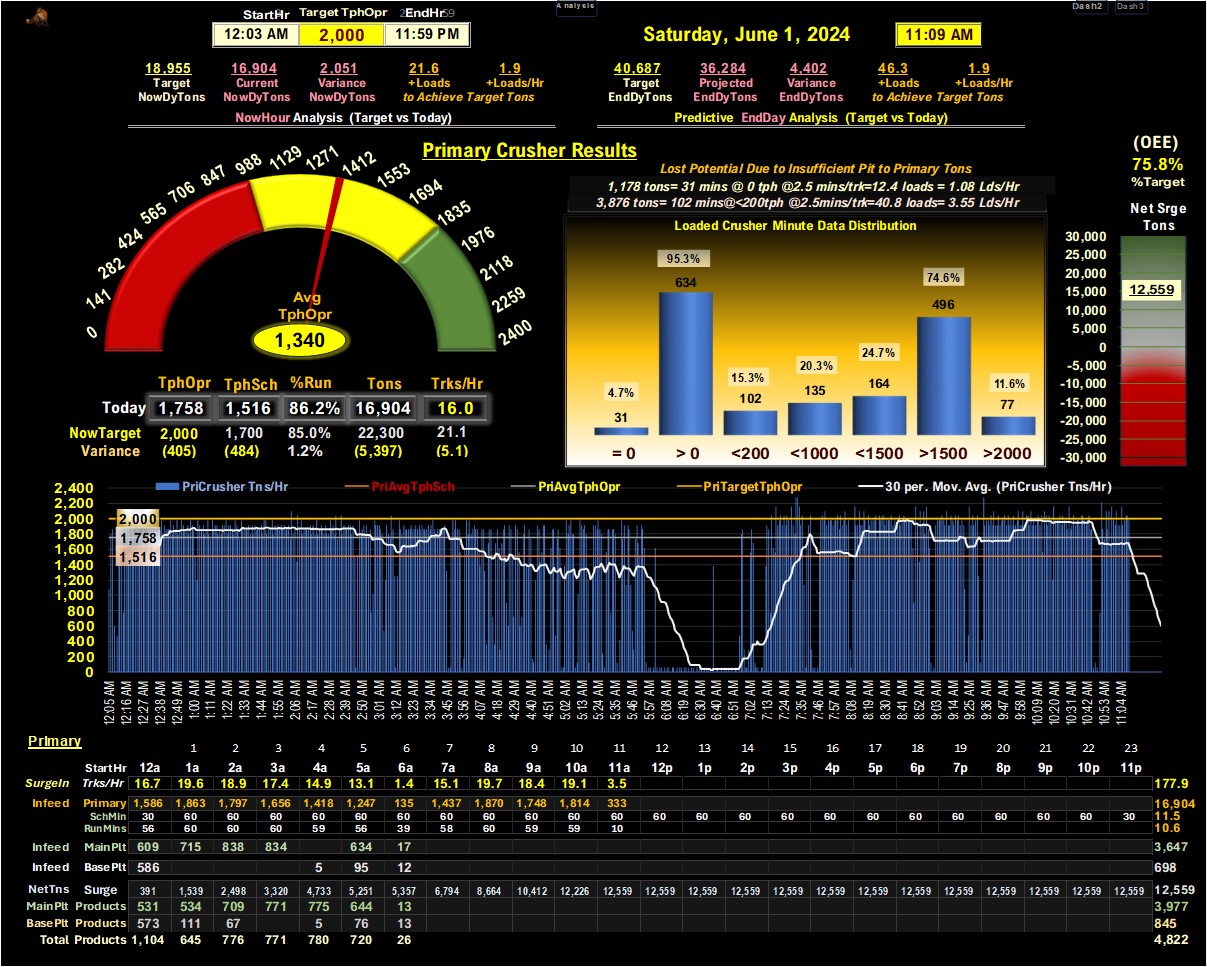 Analysis
Dash2 Dash3
StartHr Target TphOpr EndHr
12:03 AM 2,000 11:59 PM
Saturday, June 1, 2024 11:09 AM
18,955 16,904 2,051 21.6 1.9
Target Current Variance +Loads +Loads/Hr
NowDyTons NowDyTons NowDyTons to Achieve Target Tons
NowHour Analysis (Target vs Today)
40,687 36,284 4,402 46.3 1.9
Target Projected Variance +Loads +Loads/Hr
EndDyTons EndDyTons EndDyTons to Achieve Target Tons
Predictive EndDay Analysis (Target vs Today)
Primary Crusher Results
0 141 282 424 565 706 847 988 1129 1271 1412 1553 1694 1835 1976 2118 2259 2400
Avg
TphOpr
1,340
TphOpr TphSch %Run Tons Trks/Hr
Today 1,758 1,516 86.2% 16,904 16.0
NowTarget 2,000 1,700 85.0% 22,300 21.1
Variance (405) (484) 1.2% (5,397) (5.1)
Lost Potential Due to Insufficient Pit to Primary Tons
1,178 tons= 31 mins @ 0 tph @2.5 mins/trk=12.4 loads = 1.08 Lds/Hr
3,876 tons= 102 mins@<200tph @2.5mins/trk=40.8 loads= 3.55 Lds/Hr
Loaded Crusher Minute Data Distribution
4.7% 95.3% 15.3% 20.3% 24.7% 74.6% 11.6%
31 634 102 135 164 496 77
= 0 > 0 <200 <1000 <1500 >1500 >2000
(OEE)
75.8%
%Target
Net Srge
Tons
30,000
25,000
20,000
15,000
12,559
10,000
5,000
0
-5,000
-10,000
-15,000
-20,000
-25,000
-30,000
PriCrusher Tns/Hr PriAvgTphSch PriAvgTphOpr PriTargetTphOpr 30 per. Mov. Avg. (PriCrusher Tns/Hr)
2,400
2,200
2,000
1,800
1,600
1,400
1,200
1,000
800
600
400
200
0
2,000
1,758
1,516
12:05 AM 12:16 AM 12:27 AM 12:38 AM 12:49 AM 1:00 AM 1:11 AM 1:22 AM 1:33 AM 1:44 AM 1:55 AM 2:06 AM 2:17 AM 2:28 AM 2:39 AM 2:50 AM 3:01 AM 3:12 AM 3:23 AM 3:34 AM 3:45 AM 3:56 AM 4:07 AM 4:18 AM 4:29 AM 4:40 AM 4:51 AM 5:02 AM 5:13 AM 5:24 AM 5:35 AM 5:46 AM 5:57 AM 6:08 AM 6:19 AM 6:30 AM 6:40 AM 6:51 AM 7:02 AM 7:13 AM 7:24 AM 7:35 AM 7:46 AM 7:57 AM 8:08 AM 8:19 AM 8:30 AM 8:41 AM 8:52 AM 9:03 AM 9:14 AM 9:25 AM 9:36 AM 9:47 AM 9:58 AM 10:09 AM 10:20 AM 10:31 AM 10:42 AM 10:53 AM 11:04 AM
Primary 1 2 3 4 5 6 7 8 9 10 11 12 13 14 15 16 17 18 19 20 21 22 23
StartHr 12a 1a 2a 3a 4a 5a 6a 7a 8a 9a 10a 11a 12p 1p 2p 3p 4p 5p 6p 7p 8p 9p 10p 11p
SurgeIn Trks/Hr 16.7 19.6 18.9 17.4 14.9 13.1 1.4 15.1 19.7 18.4 19.1 3.5 177.9
Infeed Primary 1,586 1,863 1,797 1,656 1,418 1,247 135 1,437 1,870 1,748 1,814 333 16,904
SchMin 30 60 60 60 60 60 60 60 60 60 60 60 60 60 60 60 60 60 60 60 60 60 60 30 11.5
RunMins 56 60 60 60 59 56 39 58 60 59 59 10 10.6
Infeed MainPlt 609 715 838 834 634 17 3,647
Infeed BasePlt 586 5 95 12 698
NetTns Surge 391 1,539 2,498 3,320 4,733 5,251 5,357 6,794 8,664 10,412 12,226 12,559 12,559 12,559 12,559 12,559 12,559 12,559 12,559 12,559 12,559 12,559 12,559 12,559 12,559
MainPlt Products 531 534 709 771 775 644 13 3,977
BasePlt Products 573 111 67 5 76 13 845
Total Products 1,104 645 776 771 780 720 26 4,822